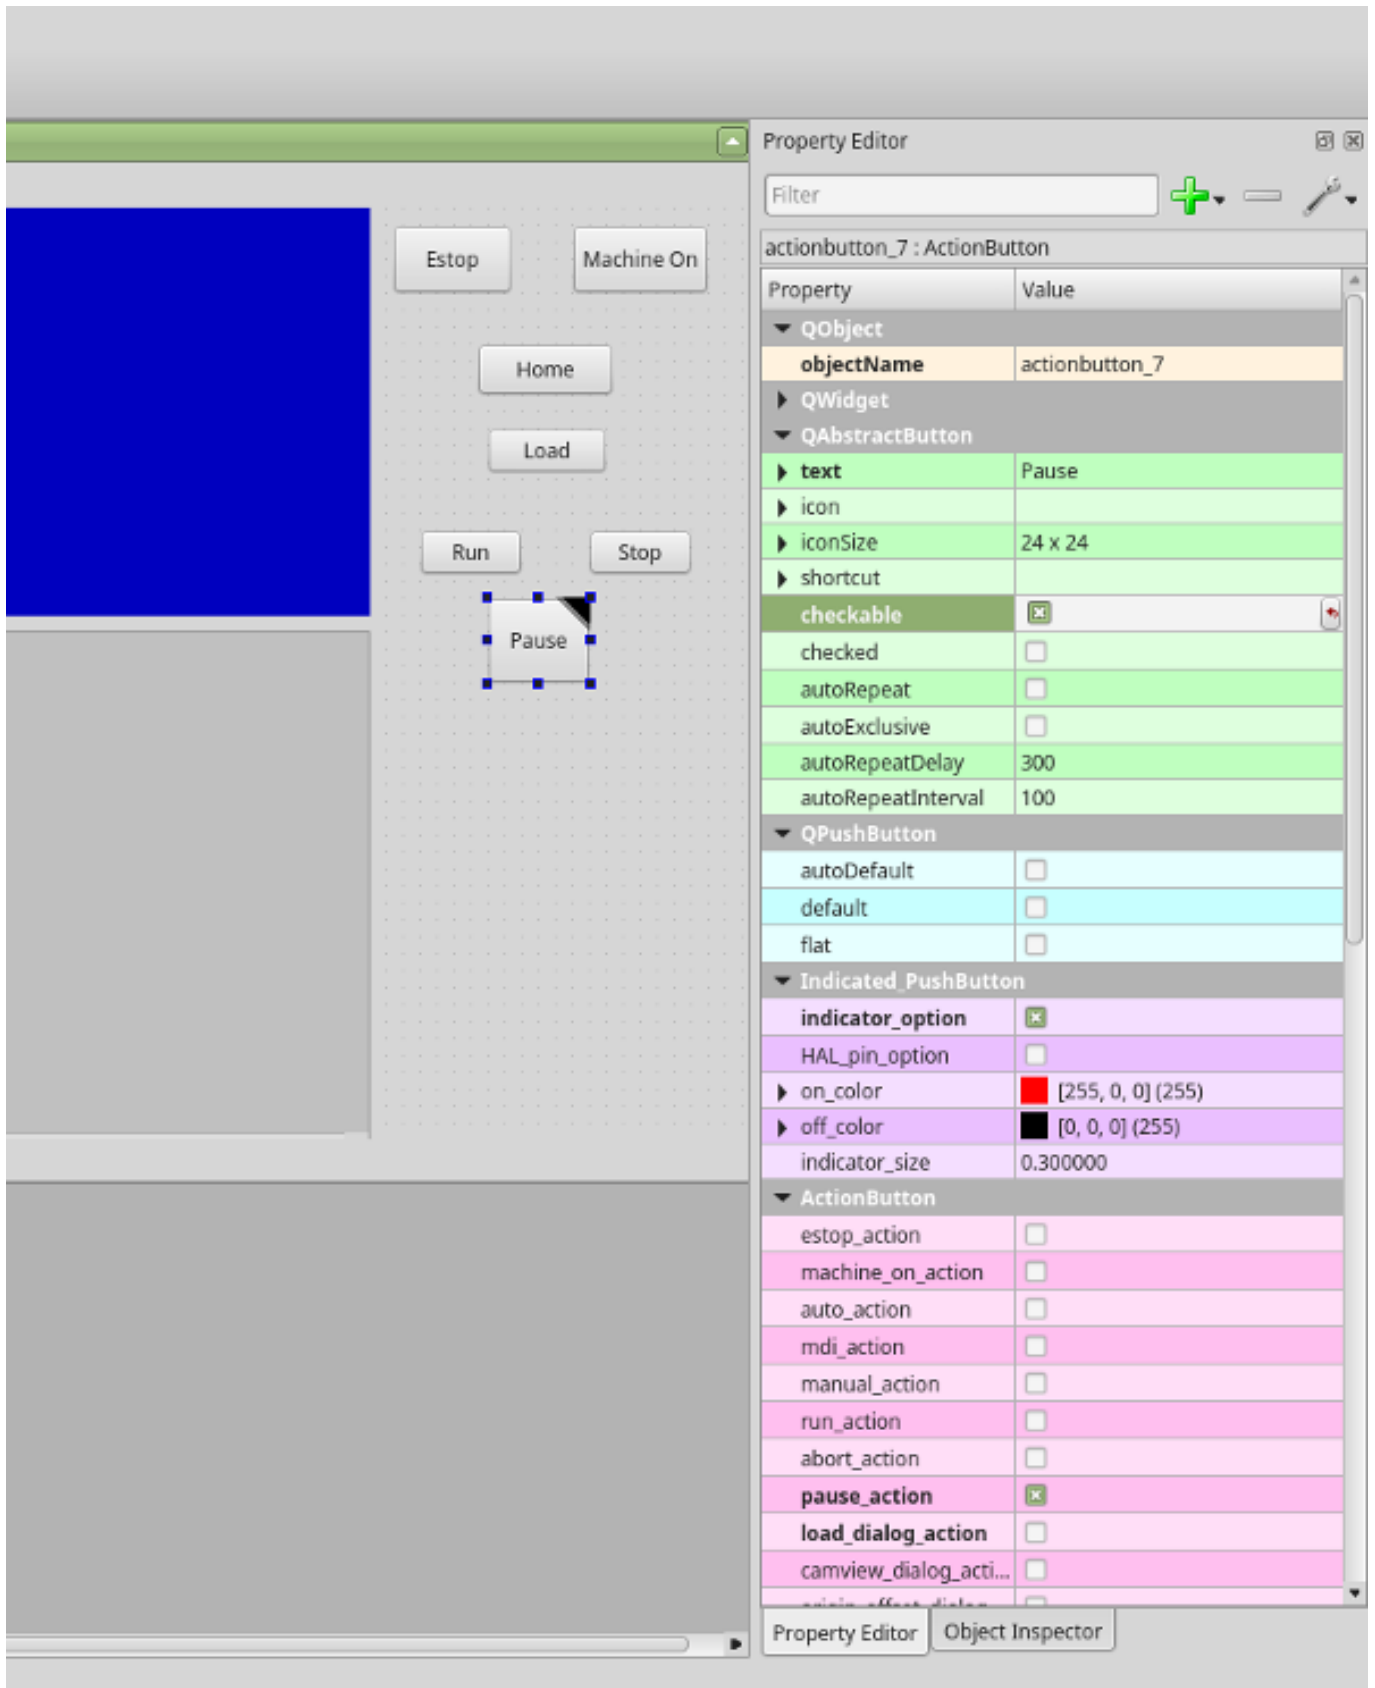 Property Editor
Filter
actionbutton_7 : ActionButton
Property Value
QObject
objectName actionbutton_7
QWidget
QAbstractButton
text Pause
icon
iconSize 24 x 24
shortcut
checkable
checked
autoRepeat
autoExclusive
autoRepeatDelay 300
autoRepeatInterval 100
QPushButton
autoDefault
default
flat
Indicated_PushButton
indicator_option
HAL_pin_option
on_color [255, 0, 0] (255)
off_color [0, 0, 0] (255)
indicator_size 0.300000
ActionButton
estop_action
machine_on_action
auto_action
mdi_action
manual_action
run_action
abort_action
pause_action
load_dialog_action
camview_dialog_acti...
Property Editor Object Inspector
Estop Machine On
Home
Load
Run Stop
Pause